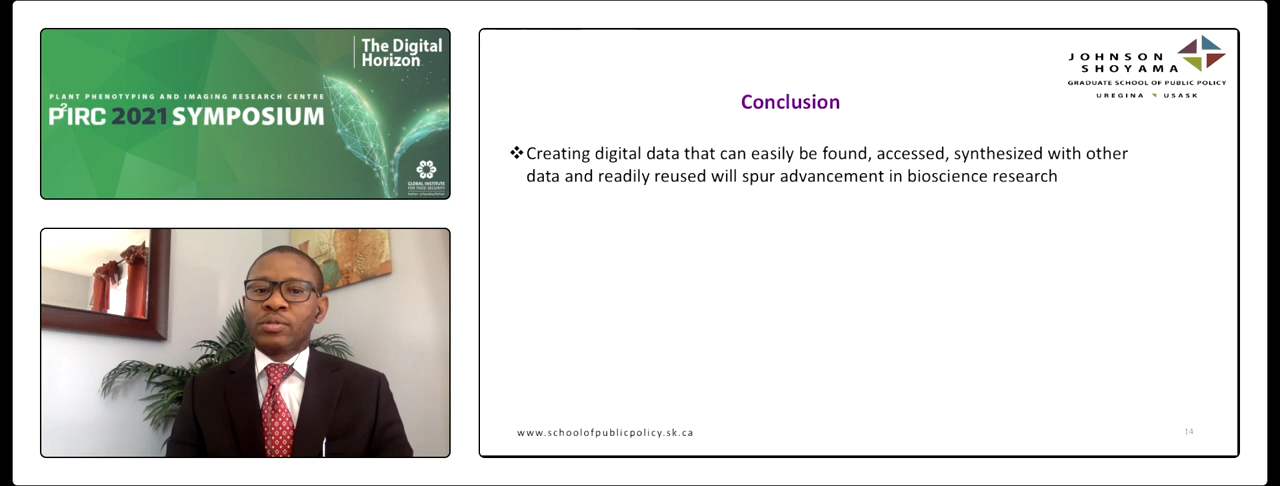 The Digital
Horizon
PLANT PHENOTYPING AND IMAGING RESEARCH CENTRE
P²IRC 2021 SYMPOSIUM
GLOBAL INSTITUTE
FOR FOOD SECURITY
JOHNSON
SHOYAMA
GRADUATE SCHOOL OF PUBLIC POLICY
UREGINA USASK
Conclusion
❖Creating digital data that can easily be found, accessed, synthesized with other
data and readily reused will spur advancement in bioscience research
www.schoolofpublicpolicy.sk.ca
14